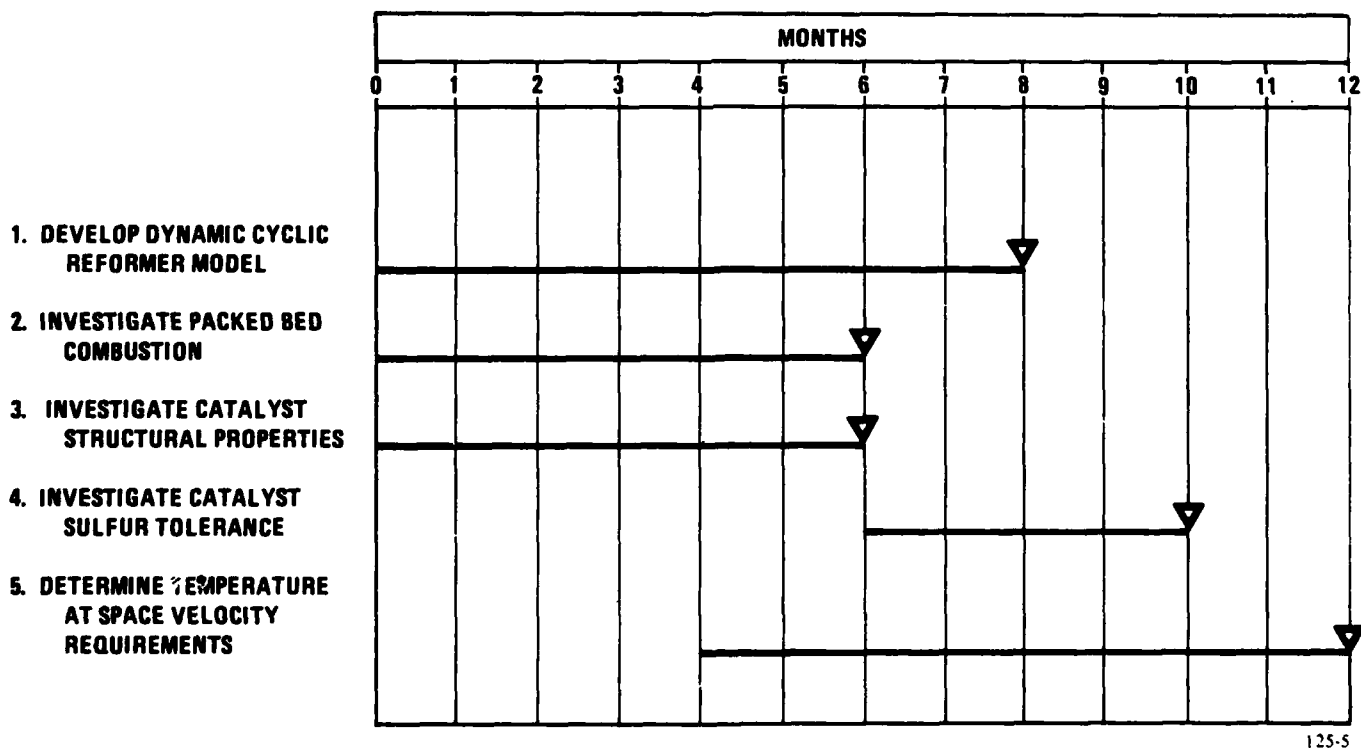 MONTHS
0 1 2 3 4 5 6 7 8 9 10 11 12
1. DEVELOP DYNAMIC CYCLIC
REFORMER MODEL
2. INVESTIGATE PACKED BED
COMBUSTION
3. INVESTIGATE CATALYST
STRUCTURAL PROPERTIES
4. INVESTIGATE CATALYST
SULFUR TOLERANCE
5. DETERMINE TEMPERATURE
AT SPACE VELOCITY
REQUIREMENTS
125-5